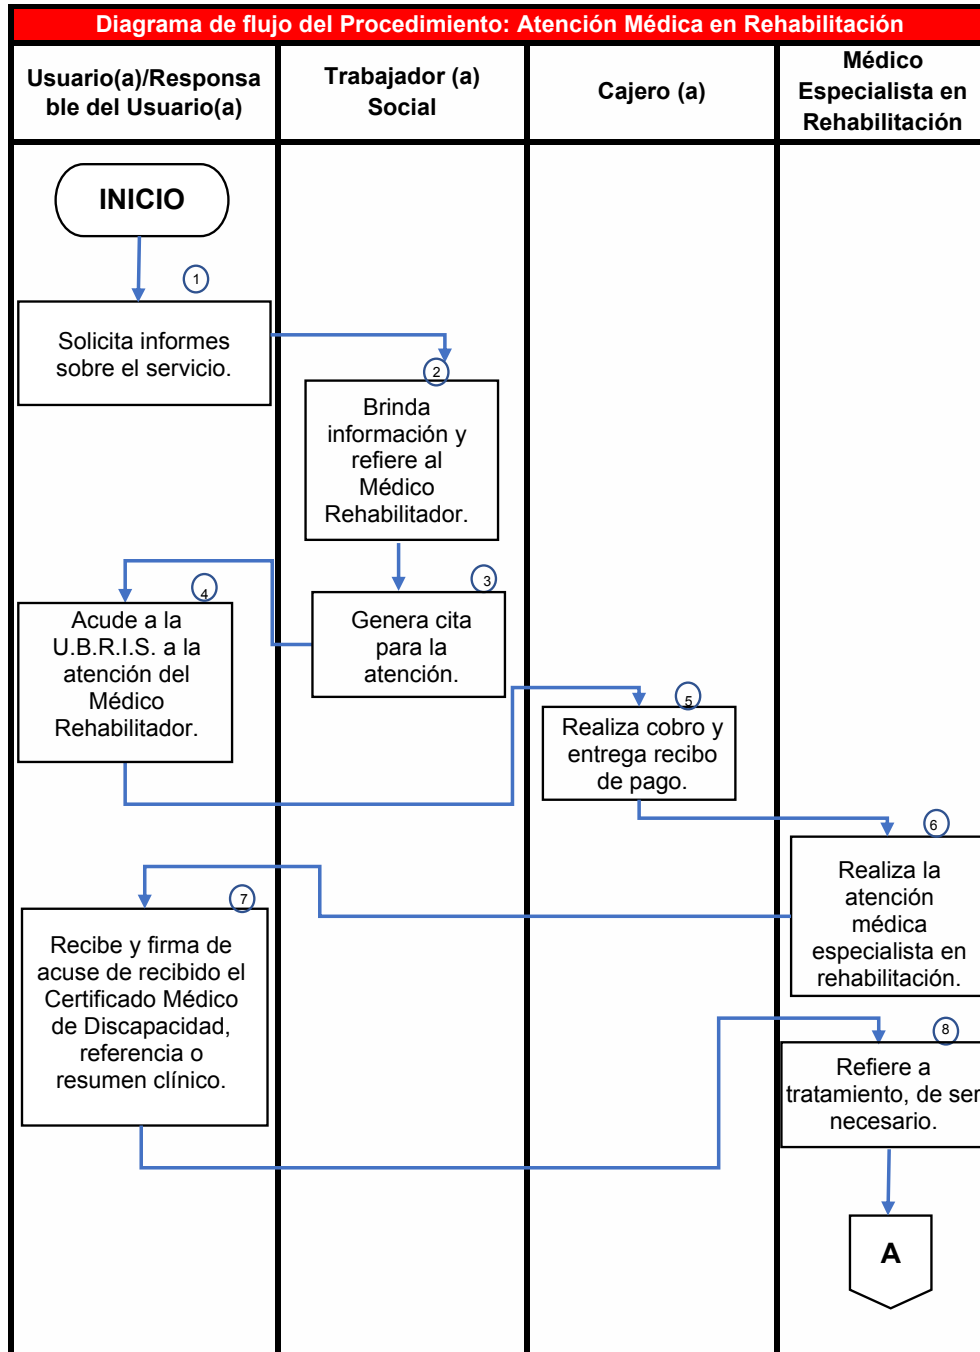 Diagrama de flujo del Procedimiento: Atención Médica en Rehabilitación
Usuario(a)/Responsa
ble del Usuario(a)
Trabajador (a)
Social
Cajero (a)
Médico
Especialista en
Rehabilitación
INICIO
1
Solicita informes
sobre el servicio.
2
Brinda
información y
refiere al
Médico
Rehabilitador.
3
Genera cita
para la
atención.
4
Acude a la
U.B.R.I.S. a la
atención del
Médico
Rehabilitador.
5
Realiza cobro y
entrega recibo
de pago.
6
Realiza la
atención
médica
especialista en
rehabilitación.
7
Recibe y firma de
acuse de recibido el
Certificado Médico
de Discapacidad,
referencia o
resumen clínico.
8
Refiere a
tratamiento, de ser
necesario.
A